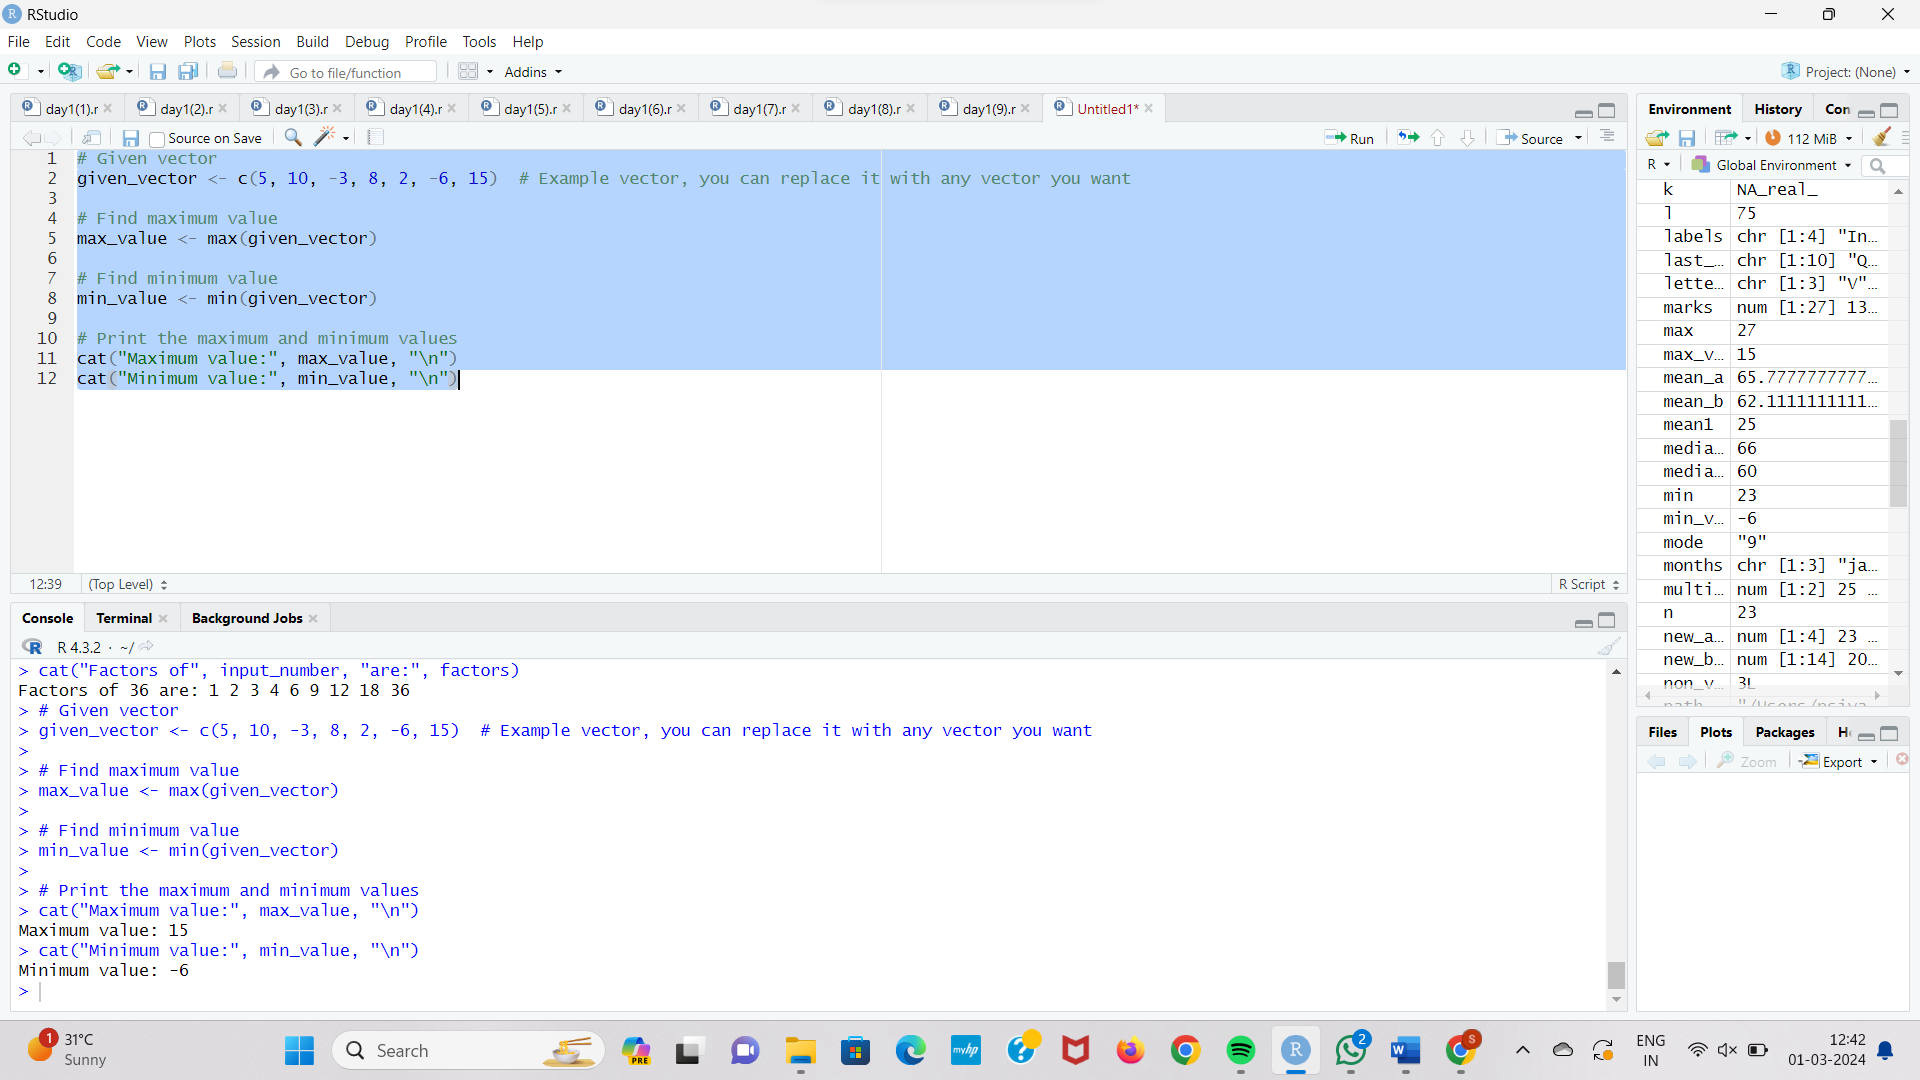 RStudio
File Edit Code View Plots Session Build Debug Profile Tools Help
Go to file/function Addins Project: (None)
day1(1).r day1(2).r day1(3).r day1(4).r day1(5).r day1(6).r day1(7).r day1(8).r day1(9).r Untitled1*
Source on Save Run Source
1 # Given vector
2 given_vector <- c(5, 10, -3, 8, 2, -6, 15)  # Example vector, you can replace it with any vector you want
3
4 # Find maximum value
5 max_value <- max(given_vector)
6
7 # Find minimum value
8 min_value <- min(given_vector)
9
10 # Print the maximum and minimum values
11 cat("Maximum value:", max_value, "\n")
12 cat("Minimum value:", min_value, "\n")
12:39 (Top Level) R Script
Console Terminal Background Jobs
R 4.3.2 · ~/
> cat("Factors of", input_number, "are:", factors)
Factors of 36 are: 1 2 3 4 6 9 12 18 36
> # Given vector
> given_vector <- c(5, 10, -3, 8, 2, -6, 15)  # Example vector, you can replace it with any vector you want
>
> # Find maximum value
> max_value <- max(given_vector)
>
> # Find minimum value
> min_value <- min(given_vector)
>
> # Print the maximum and minimum values
> cat("Maximum value:", max_value, "\n")
Maximum value: 15
> cat("Minimum value:", min_value, "\n")
Minimum value: -6
>
Environment History Con
112 MiB
R Global Environment
k NA_real_
l 75
labels chr [1:4] "In…
last_… chr [1:10] "Q…
lette… chr [1:3] "V"…
marks num [1:27] 13…
max 27
max_v… 15
mean_a 65.7777777777…
mean_b 62.1111111111…
mean1 25
media… 66
media… 60
min 23
min_v… -6
mode "9"
months chr [1:3] "ja…
multi… num [1:2] 25 …
n 23
new_a… num [1:4] 23 …
new_b… num [1:14] 20…
non_v… 3L
Files Plots Packages
Zoom Export
1 31°C
Sunny
Search
PRE
myhp
2
S
ENG
IN
12:42
01-03-2024